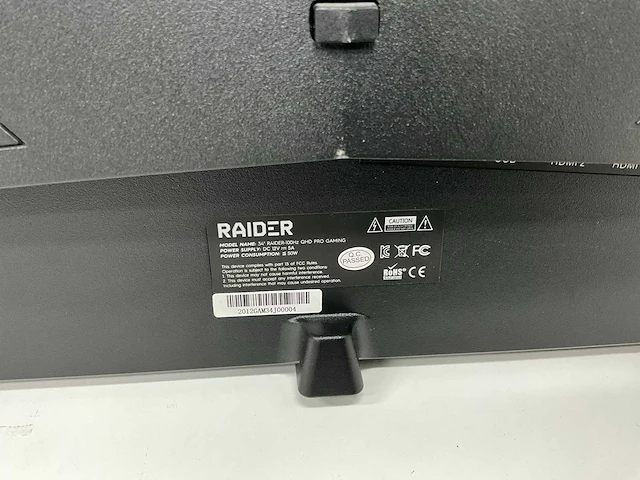 USB HDMI 2 HDMI
RAIDER
MODEL NAME: 34" RAIDER-100Hz QHD PRO GAMING
POWER SUPPLY: DC 12V 5A
POWER CONSUMPTION: ≤ 50W
This device complies with part 15 of FCC Rules.
Operation is subject to the following two conditions:
1. This device may not cause harmful interference.
2. This device must accept any interference received,
including interference that may cause undesired operation.
CAUTION
Q.C.
PASSED
FC
RoHS
CE
2012GAM34J00004